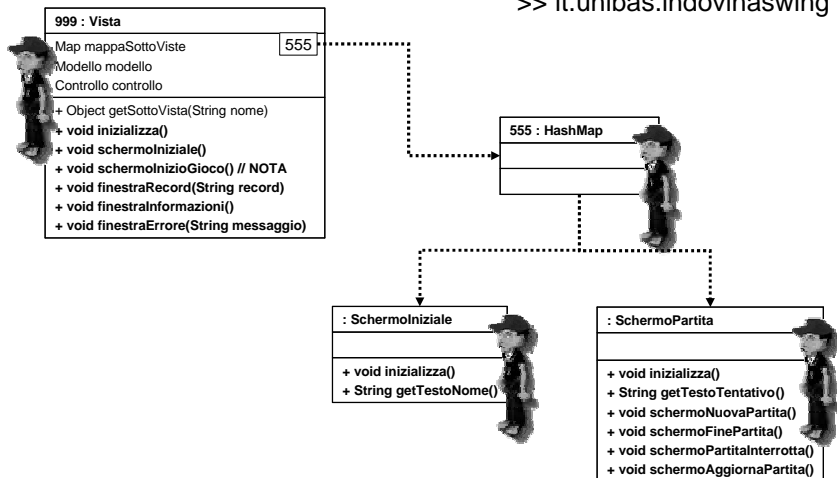 >> it.unibas.indovinaswing
999 : Vista
Map mappaSottoViste
555
Modello modello
Controllo controllo
+ Object getSottoVista(String nome)
+ void inizializza()
+ void schermoIniziale()
+ void schermoInizioGioco() // NOTA
+ void finestraRecord(String record)
+ void finestraInformazioni()
+ void finestraErrore(String messaggio)
555 : HashMap
: SchermoIniziale
+ void inizializza()
+ String getTestoNome()
: SchermoPartita
+ void inizializza()
+ String getTestoTentativo()
+ void schermoNuovaPartita()
+ void schermoFinePartita()
+ void schermoPartitaInterrotta()
+ void schermoAggiornaPartita()